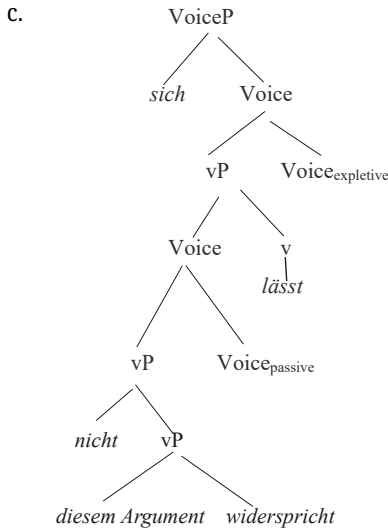 c.
VoiceP
sich Voice
vP Voiceexpletive
Voice v
lässt
vP Voicepassive
nicht vP
diesem Argument widerspricht